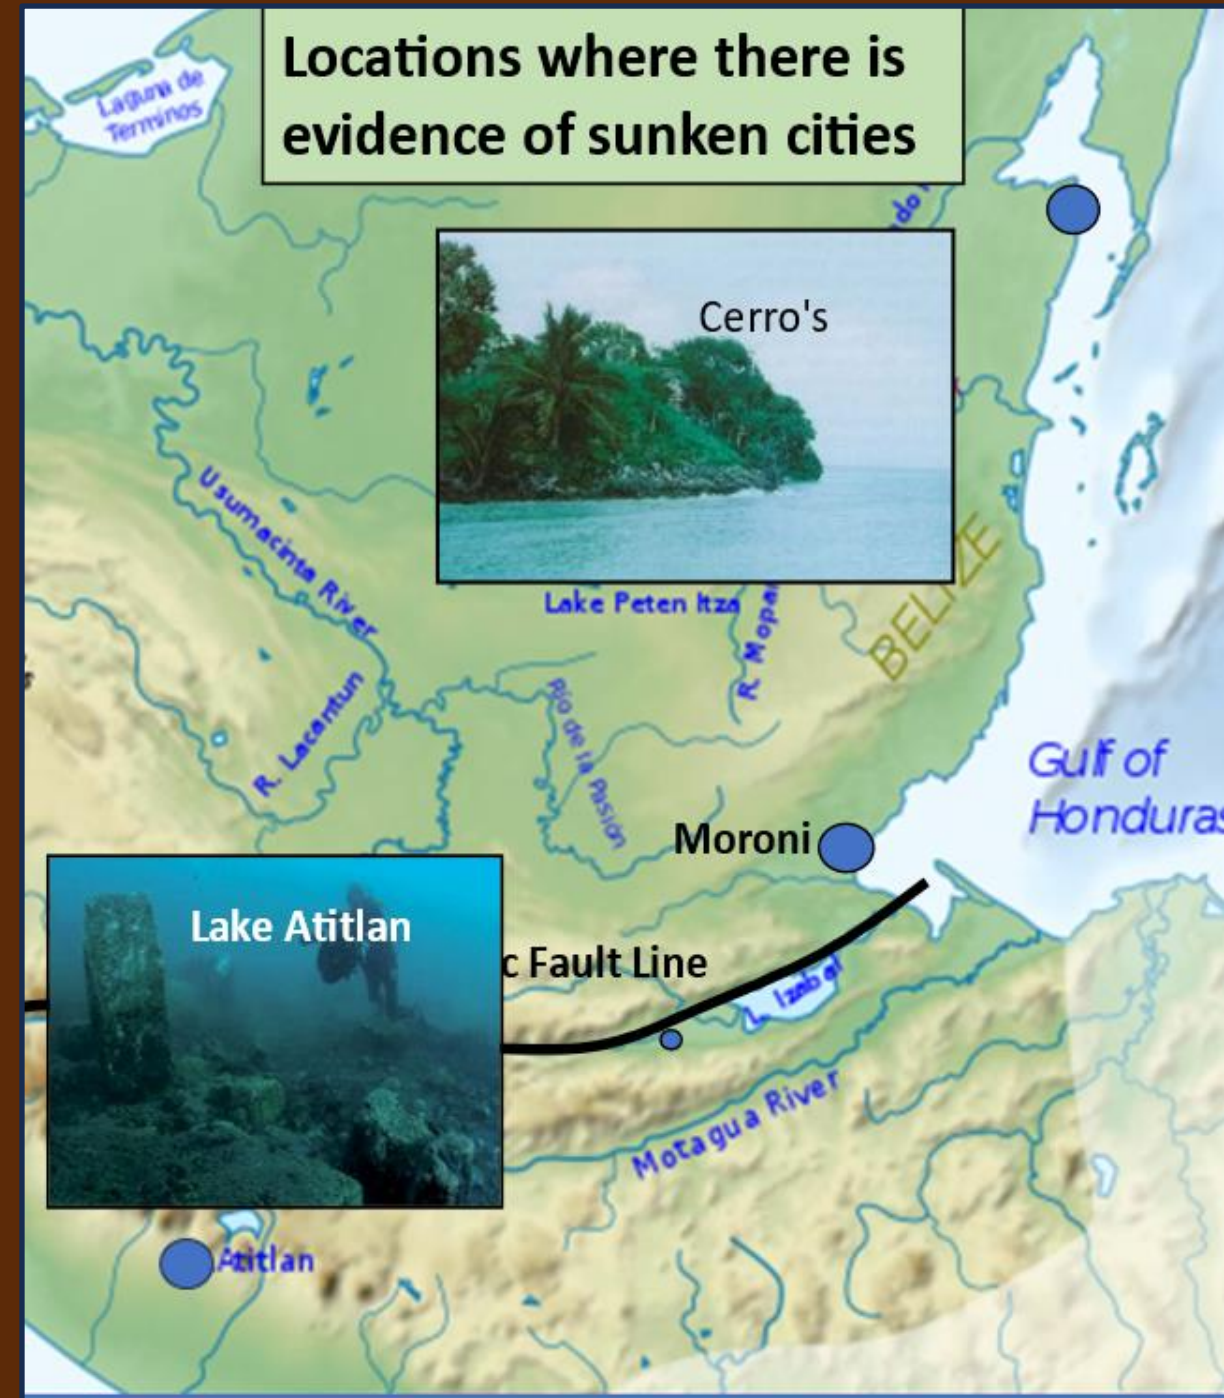 Locations where there is
evidence of sunken cities
Laguna de
Terminos
Cerro's
Usumacinta River
BELIZE
Lake Peten Itza
R. Mopan
R. Lacantun
Río de la Pasion
Gulf of
Honduras
Moroni
Lake Atitlan
c Fault Line
L. Izabal
Motagua River
Atitlan